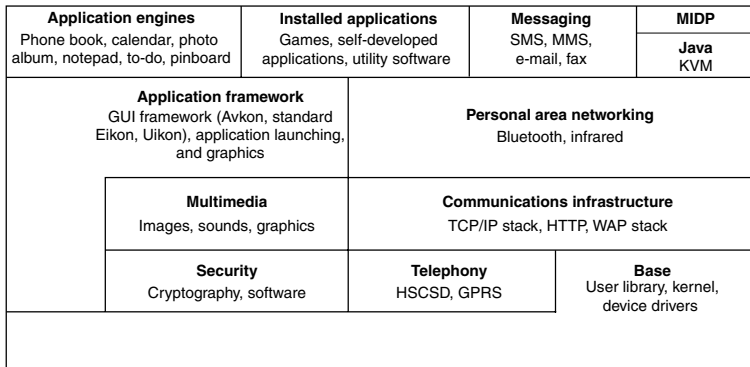 Application engines
Phone book, calendar, photo
album, notepad, to-do, pinboard
Installed applications
Games, self-developed
applications, utility software
Messaging
SMS, MMS,
e-mail, fax
MIDP
Java
KVM
Application framework
GUI framework (Avkon, standard
Eikon, Uikon), application launching,
and graphics
Personal area networking
Bluetooth, infrared
Multimedia
Images, sounds, graphics
Communications infrastructure
TCP/IP stack, HTTP, WAP stack
Security
Cryptography, software
Telephony
HSCSD, GPRS
Base
User library, kernel,
device drivers